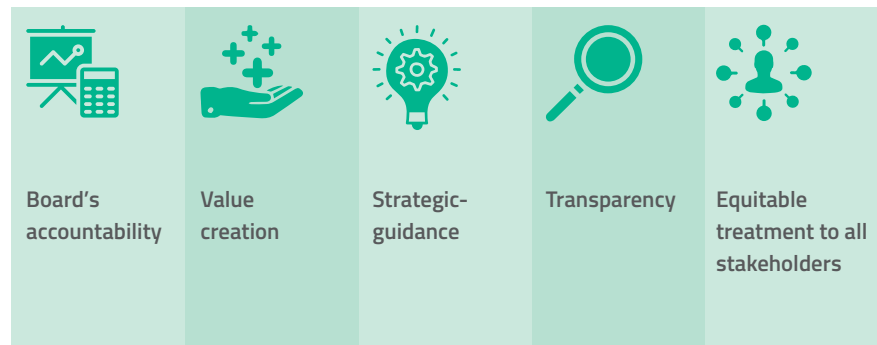 Board's
accountability
Value
creation
Strategic-
guidance
Transparency
Equitable
treatment to all
stakeholders